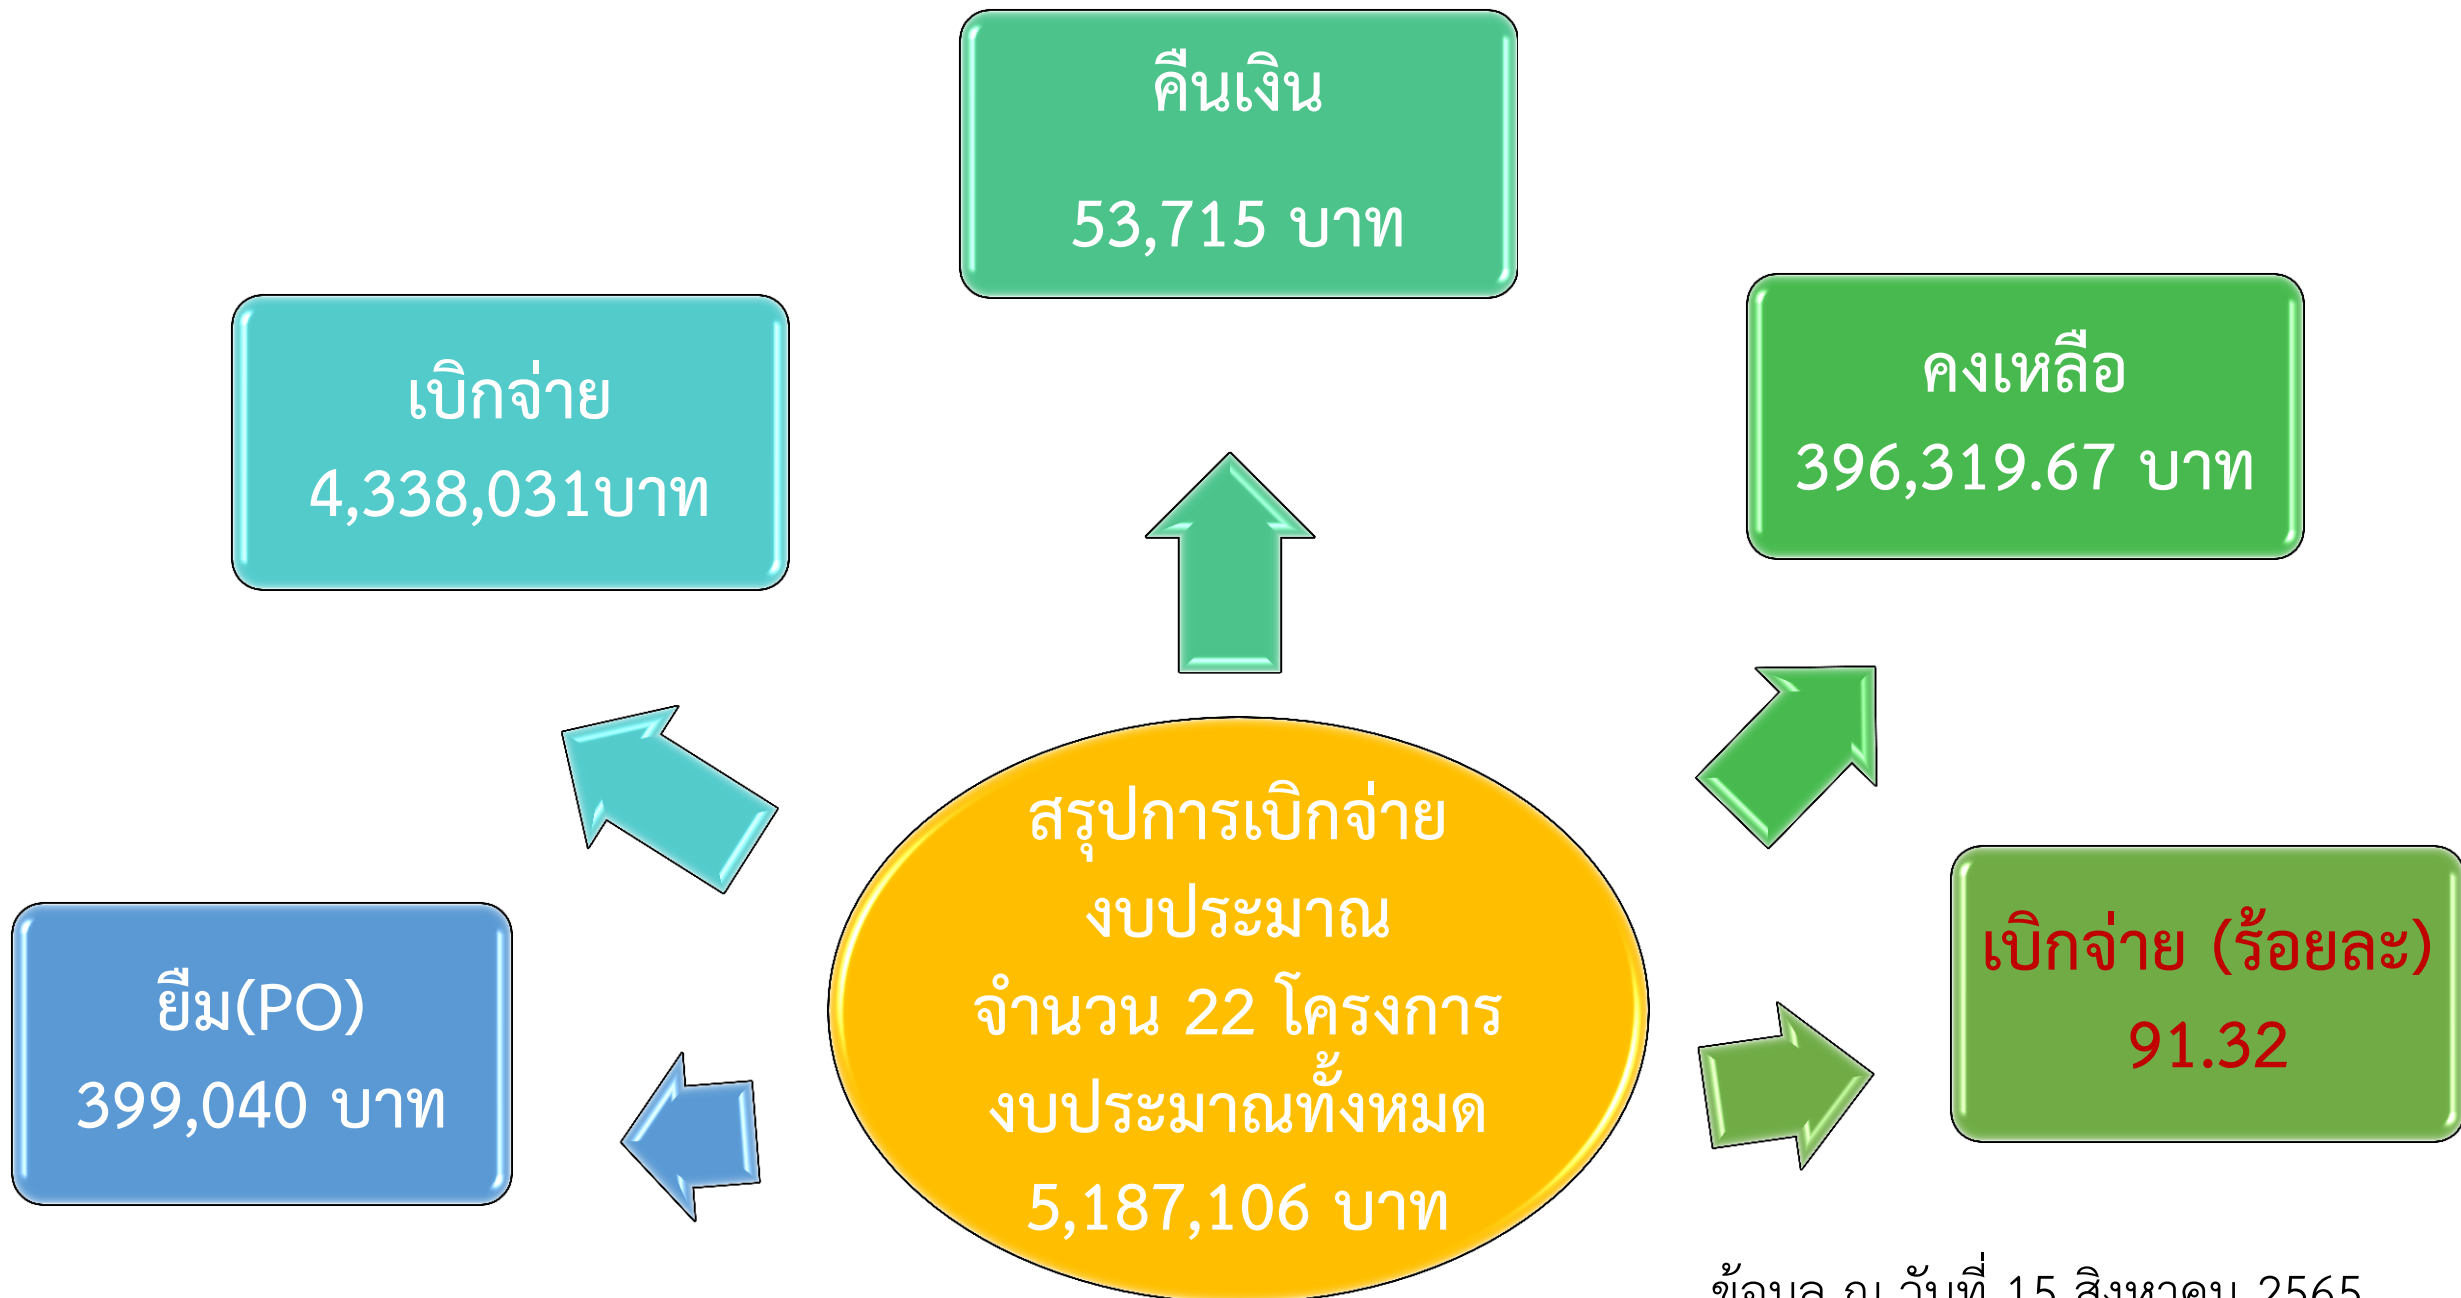 คืนเงิน
53,715 บาท
เบิกจ่าย
4,338,031บาท
คงเหลือ
396,319.67 บาท
ยืม(PO)
399,040 บาท
สรุปการเบิกจ่าย
งบประมาณ
จำนวน 22 โครงการ
งบประมาณทั้งหมด
5,187,106 บาท
เบิกจ่าย (ร้อยละ)
91.32
ข้อมูล ณ วันที่ 15 สิงหาคม 2565